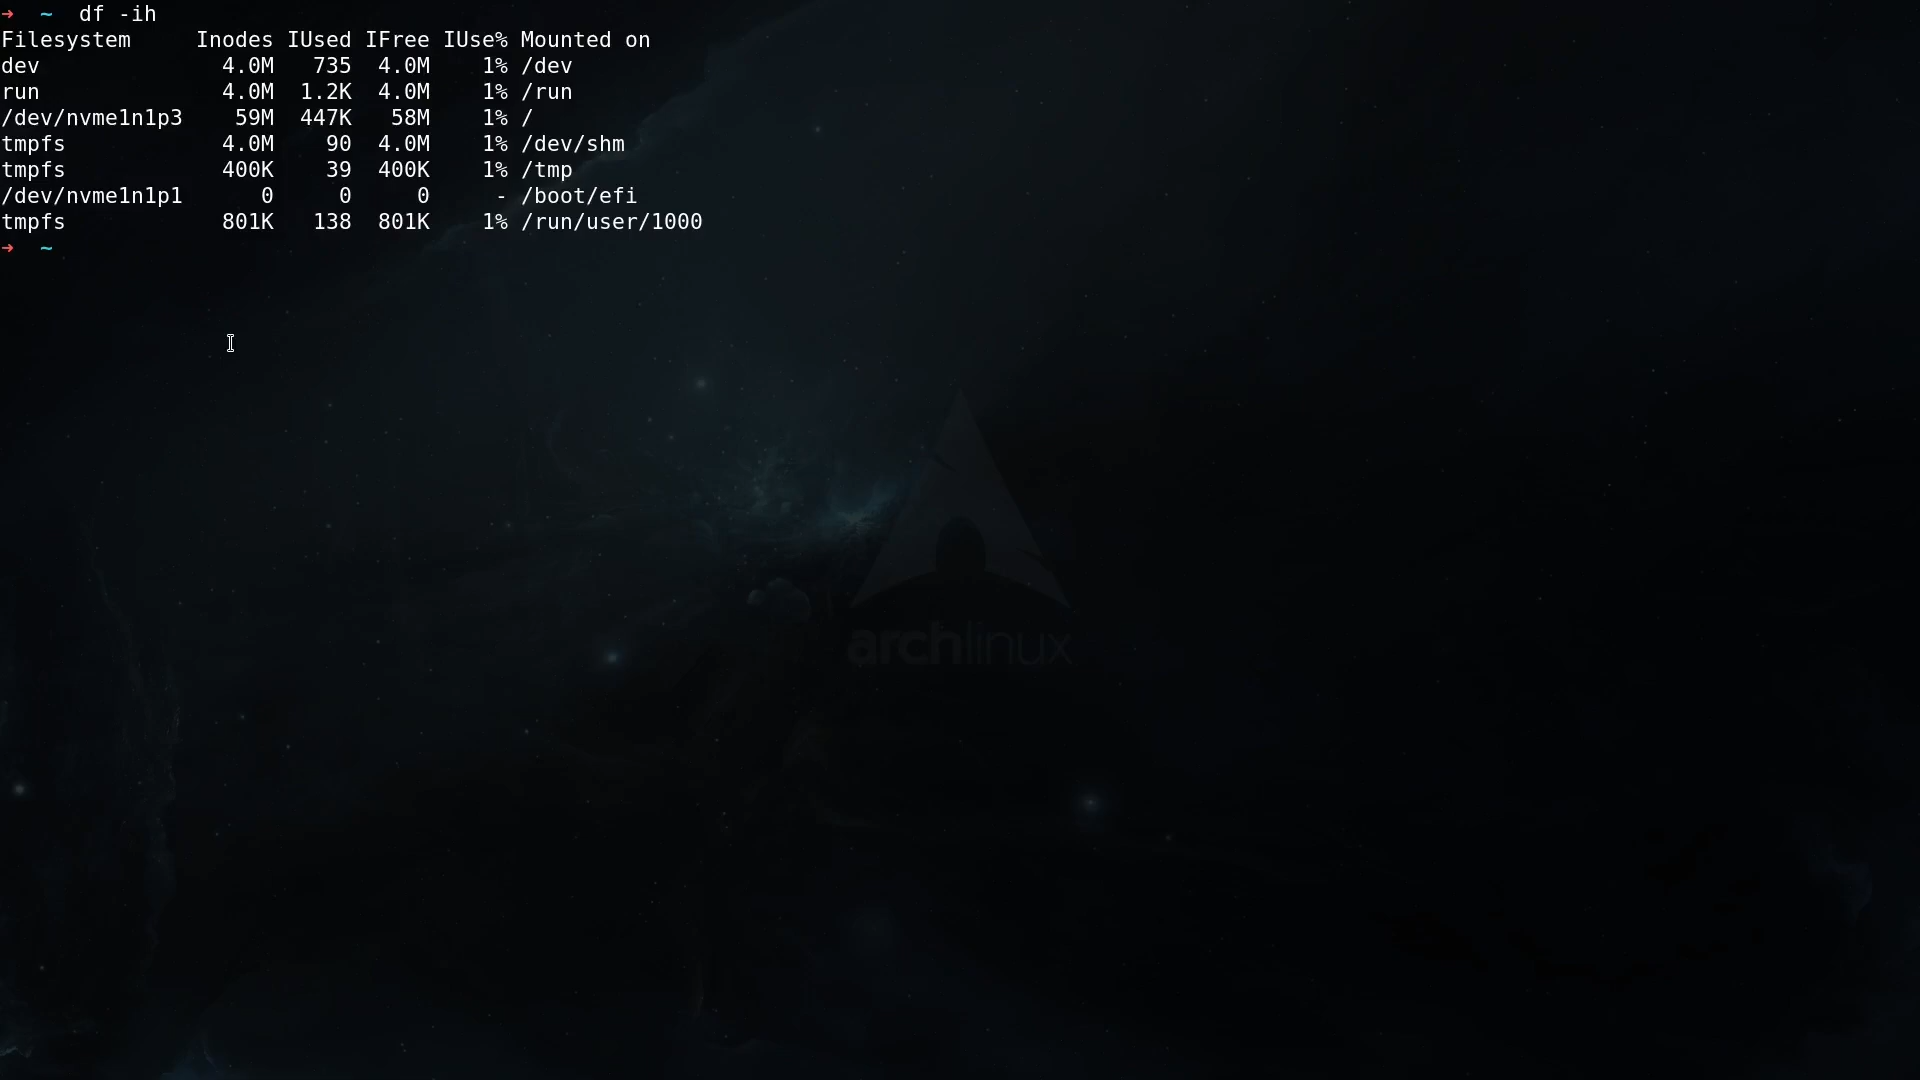 ➜  ~  df -ih
Filesystem     Inodes IUsed IFree IUse% Mounted on
dev              4.0M   735  4.0M    1% /dev
run              4.0M  1.2K  4.0M    1% /run
/dev/nvme1n1p3    59M  447K   58M    1% /
tmpfs            4.0M    90  4.0M    1% /dev/shm
tmpfs            400K    39  400K    1% /tmp
/dev/nvme1n1p1      0     0     0     - /boot/efi
tmpfs            801K   138  801K    1% /run/user/1000
➜  ~
archlinux